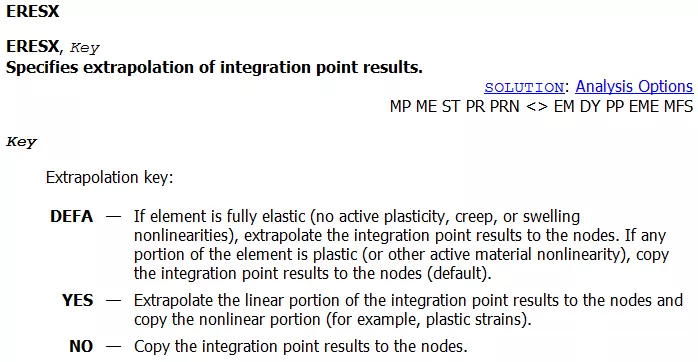 ERESX
ERESX, Key
Specifies extrapolation of integration point results.
SOLUTION: Analysis Options
MP ME ST PR PRN <> EM DY PP EME MFS
Key
Extrapolation key:
DEFA — If element is fully elastic (no active plasticity, creep, or swelling
nonlinearities), extrapolate the integration point results to the nodes. If any
portion of the element is plastic (or other active material nonlinearity), copy
the integration point results to the nodes (default).
YES — Extrapolate the linear portion of the integration point results to the nodes and
copy the nonlinear portion (for example, plastic strains).
NO — Copy the integration point results to the nodes.